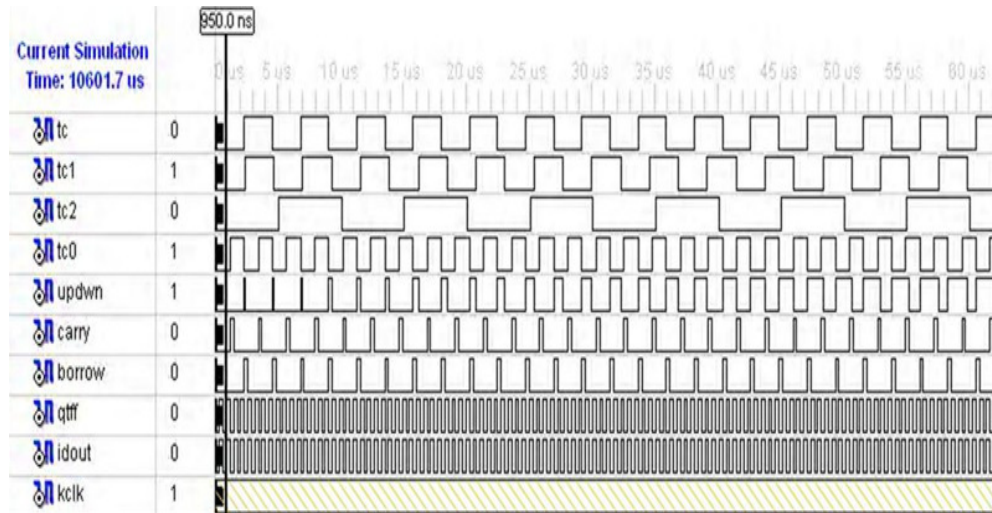 950.0 ns
Current Simulation
Time: 10601.7 us
0 us 5 us 10 us 15 us 20 us 25 us 30 us 35 us 40 us 45 us 50 us 55 us 60 us
tc 0
tc1 1
tc2 0
tc0 1
updwn 1
carry 0
borrow 0
qtff 0
idout 0
kclk 1